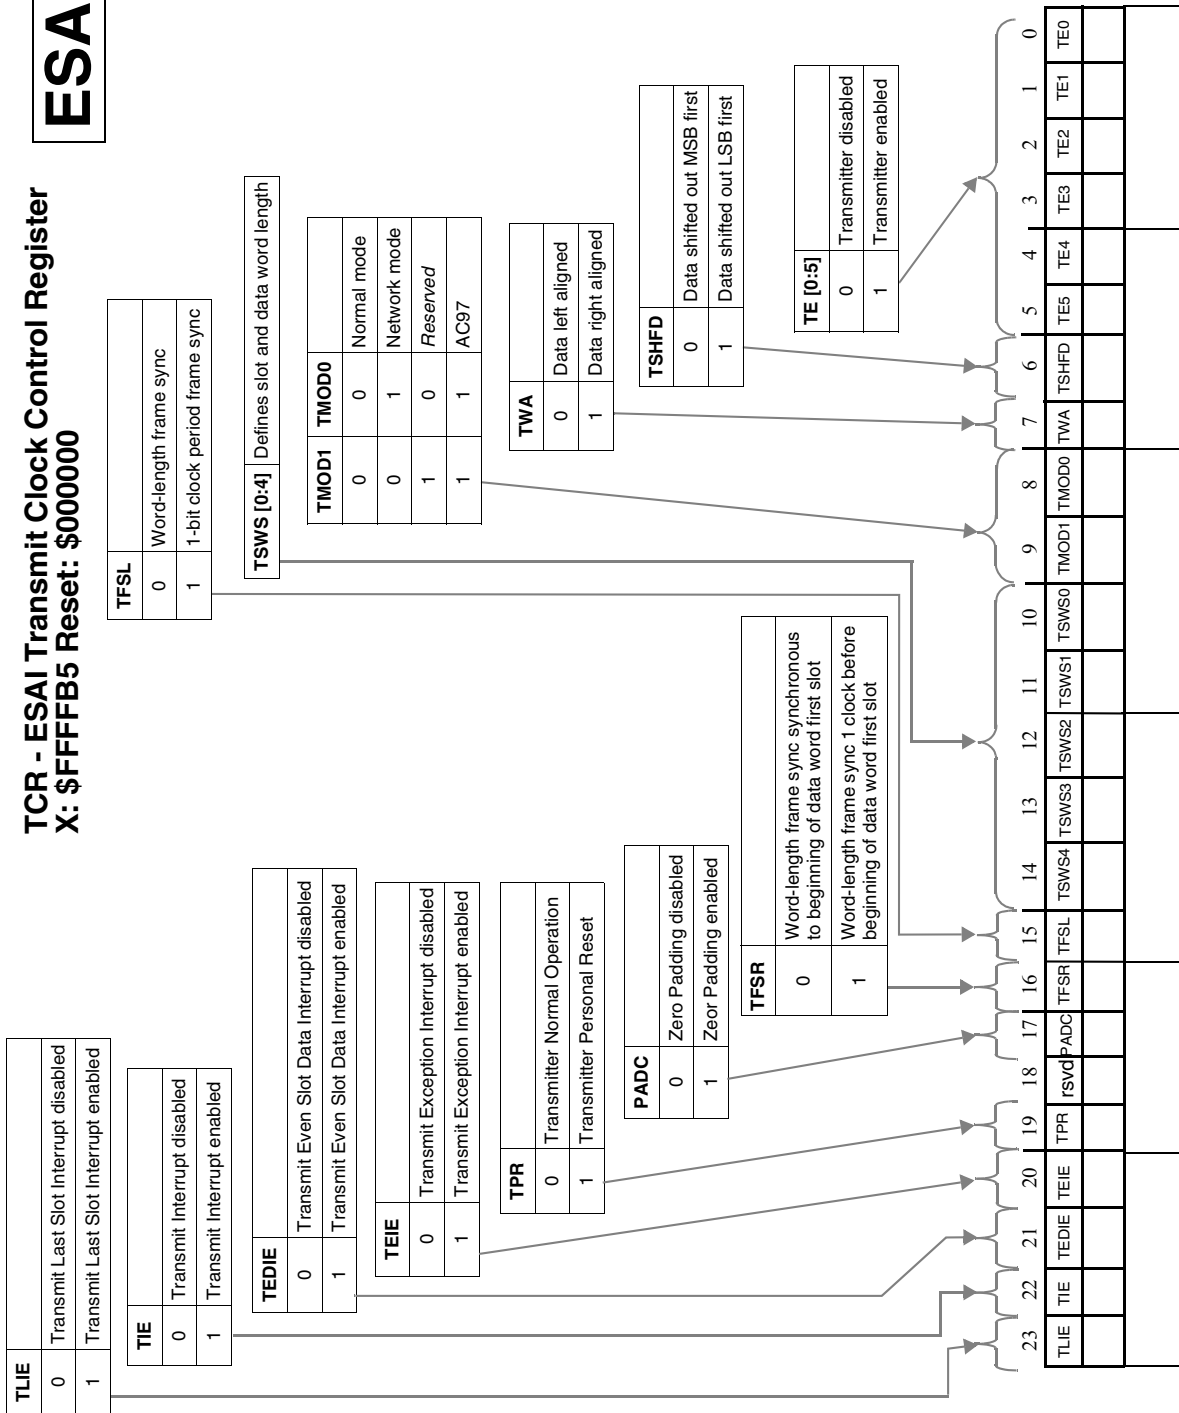 ESA
TCR - ESAI Transmit Clock Control Register
X: $FFFFB5 Reset: $000000
TLIE
0 Transmit Last Slot Interrupt disabled
1 Transmit Last Slot Interrupt enabled
TIE
0 Transmit Interrupt disabled
1 Transmit Interrupt enabled
TEDIE
0 Transmit Even Slot Data Interrupt disabled
1 Transmit Even Slot Data Interrupt enabled
TEIE
0 Transmit Exception Interrupt disabled
1 Transmit Exception Interrupt enabled
TPR
0 Transmitter Normal Operation
1 Transmitter Personal Reset
PADC
0 Zero Padding disabled
1 Zeor Padding enabled
TFSR
0 Word-length frame sync synchronous
to beginning of data word first slot
1 Word-length frame sync 1 clock before
beginning of data word first slot
TFSL
0 Word-length frame sync
1 1-bit clock period frame sync
TSWS [0:4] Defines slot and data word length
TMOD1 TMOD0
0 0 Normal mode
0 1 Network mode
1 0 Reserved
1 1 AC97
TWA
0 Data left aligned
1 Data right aligned
TSHFD
0 Data shifted out MSB first
1 Data shifted out LSB first
TE [0:5]
0 Transmitter disabled
1 Transmitter enabled
23 22 21 20 19 18 17 16 15 14 13 12 11 10 9 8 7 6 5 4 3 2 1 0
TLIE TIE TEDIE TEIE TPR rsvd PADC TFSR TFSL TSWS4 TSWS3 TSWS2 TSWS1 TSWS0 TMOD1 TMOD0 TWA TSHFD TE5 TE4 TE3 TE2 TE1 TE0